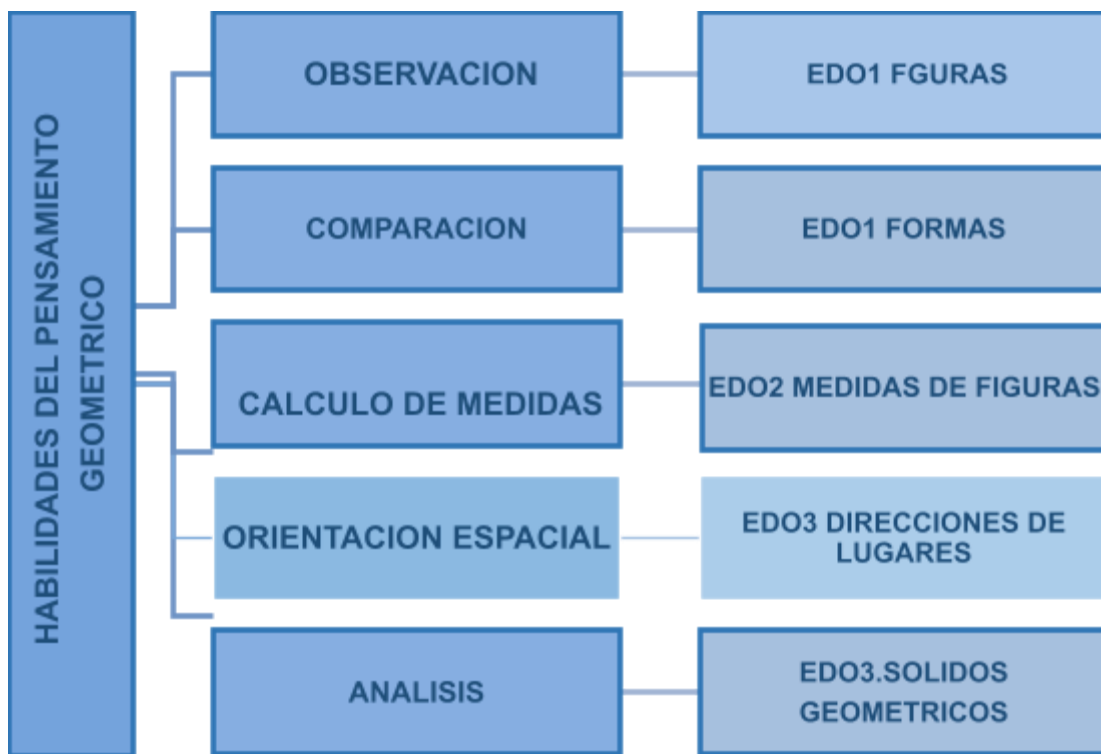 HABILIDADES DEL PENSAMIENTO
GEOMETRICO
OBSERVACION
EDO1 FGURAS
COMPARACION
EDO1 FORMAS
CALCULO DE MEDIDAS
EDO2 MEDIDAS DE FIGURAS
ORIENTACION ESPACIAL
EDO3 DIRECCIONES DE
LUGARES
ANALISIS
EDO3.SOLIDOS
GEOMETRICOS